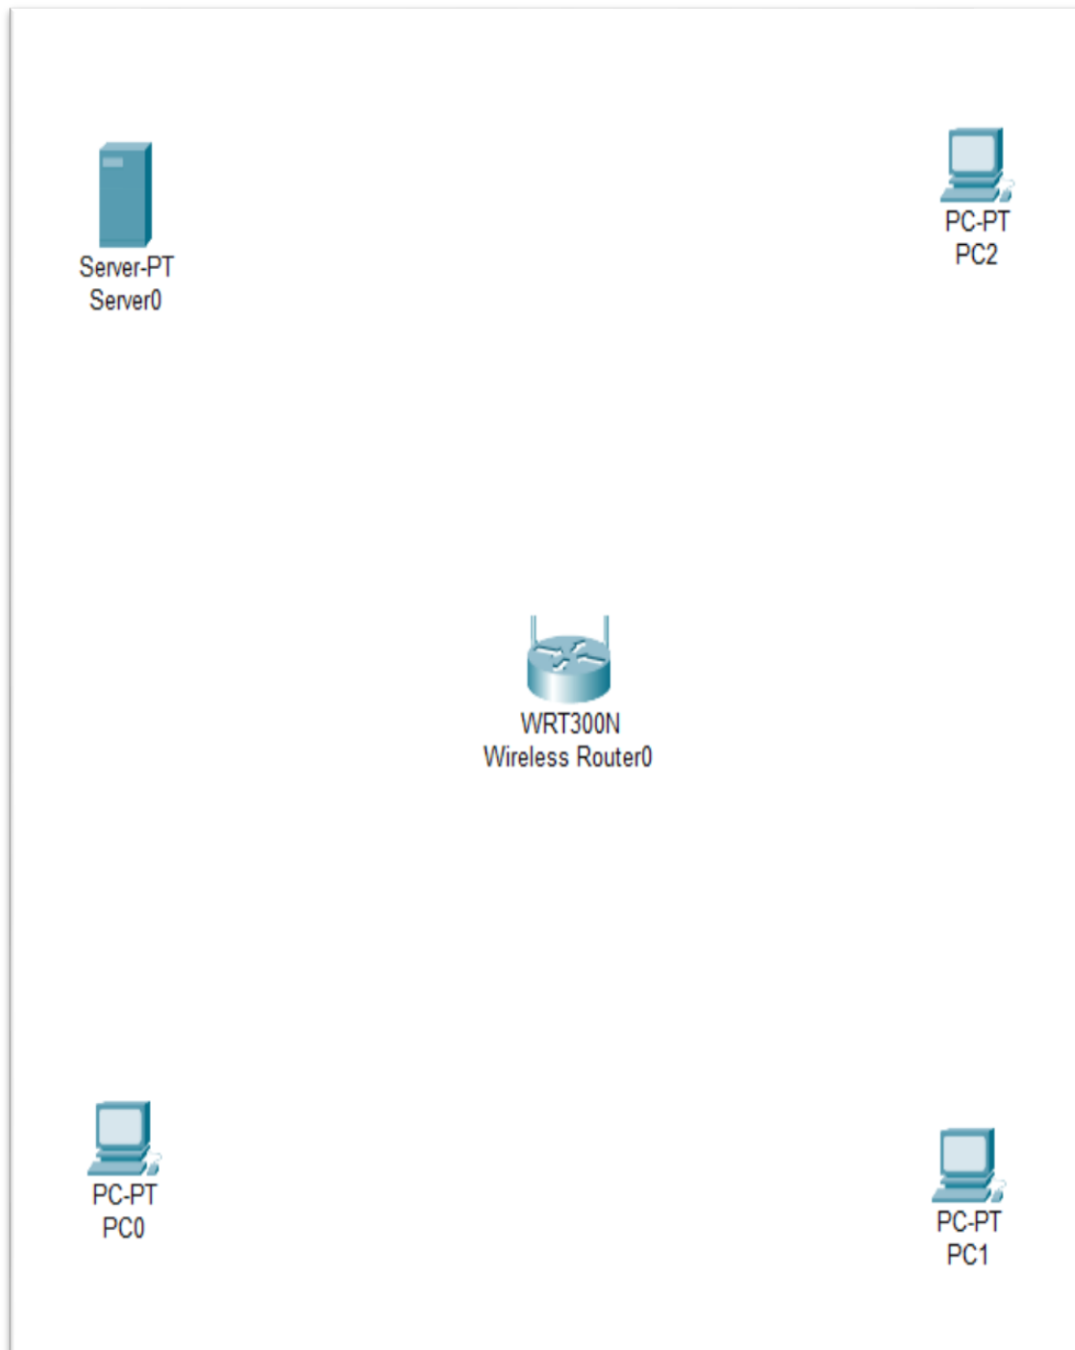 Server-PT
Server0
PC-PT
PC2
WRT300N
Wireless Router0
PC-PT
PC0
PC-PT
PC1